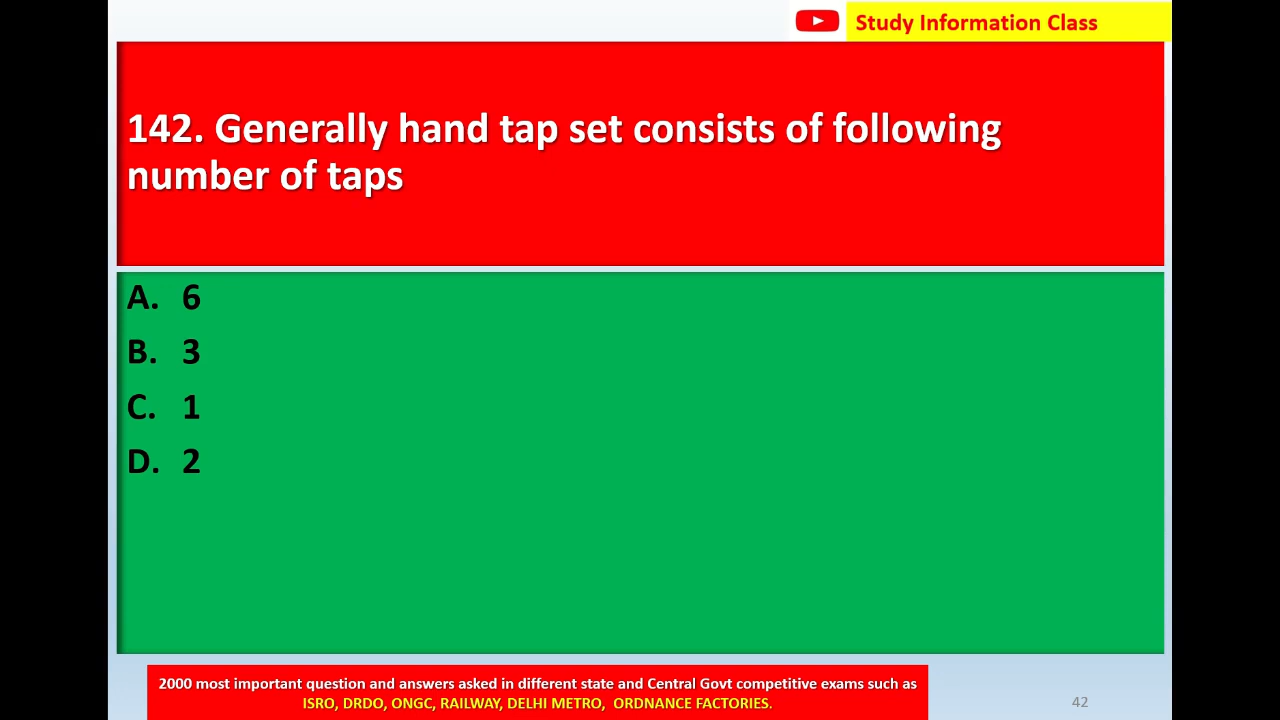 Study Information Class
142. Generally hand tap set consists of following
number of taps
A. 6
B. 3
C. 1
D. 2
2000 most important question and answers asked in different state and Central Govt competitive exams such as
ISRO, DRDO, ONGC, RAILWAY, DELHI METRO, ORDNANCE FACTORIES.
42